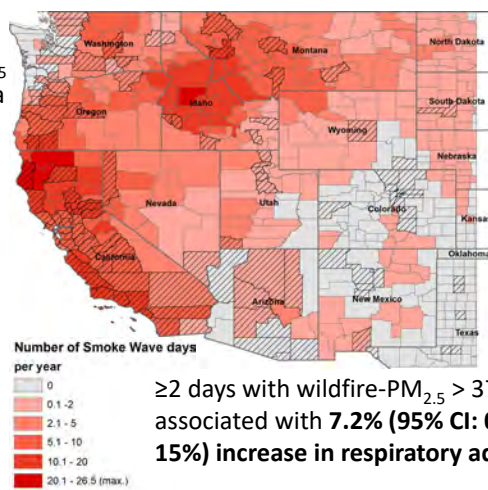 5
a
Washington
Montana
North Dakota
Oregon
Idaho
South Dakota
Wyoming
Nebraska
Nevada
Utah
Colorado
Kansas
California
Oklahoma
Arizona
New Mexico
Texas
Number of Smoke Wave days
per year
0
0.1 -2
2.1 - 5
5.1 - 10
10.1 - 20
20.1 - 26.5 (max.)
≥2 days with wildfire-PM2.5 > 37
associated with 7.2% (95% CI:
15%) increase in respiratory